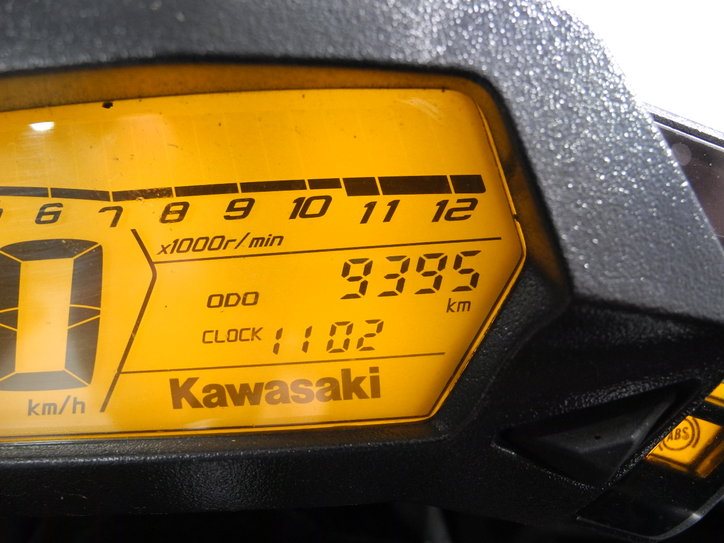 6 7 8 9 10 11 12
x1000r/min
ODO 9395 km
CLOCK 1102
km/h
Kawasaki
ABS